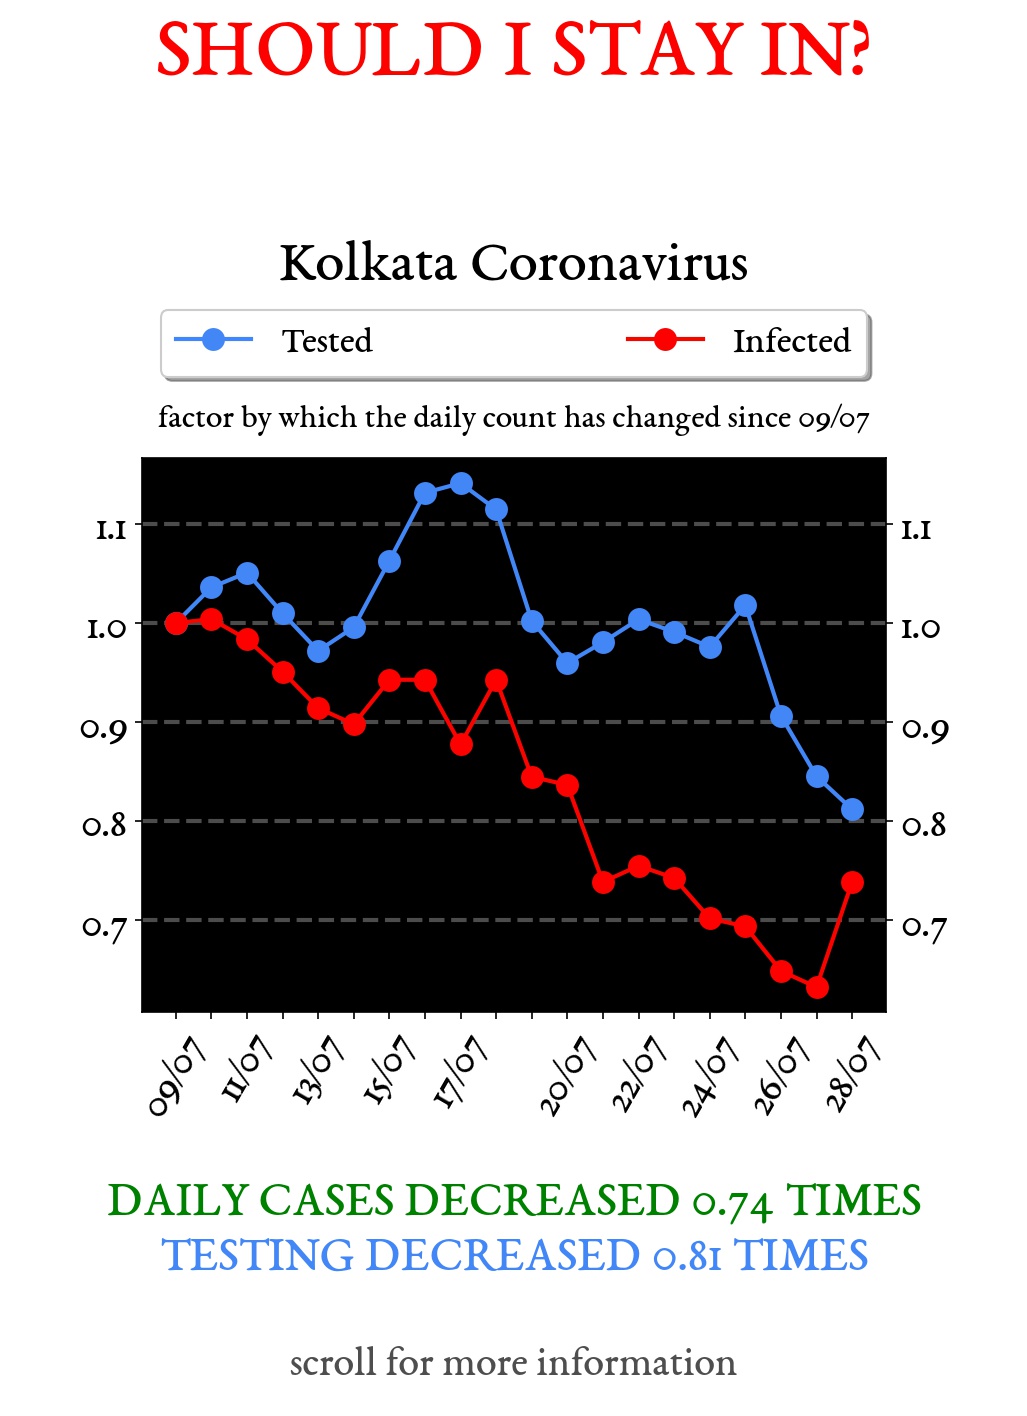 SHOULD I STAY IN?
Kolkata Coronavirus
Tested Infected
factor by which the daily count has changed since 09/07
1.1 1.1
1.0 1.0
0.9 0.9
0.8 0.8
0.7 0.7
09/07 11/07 13/07 15/07 17/07 20/07 22/07 24/07 26/07 28/07
DAILY CASES DECREASED 0.74 TIMES
TESTING DECREASED 0.81 TIMES
scroll for more information